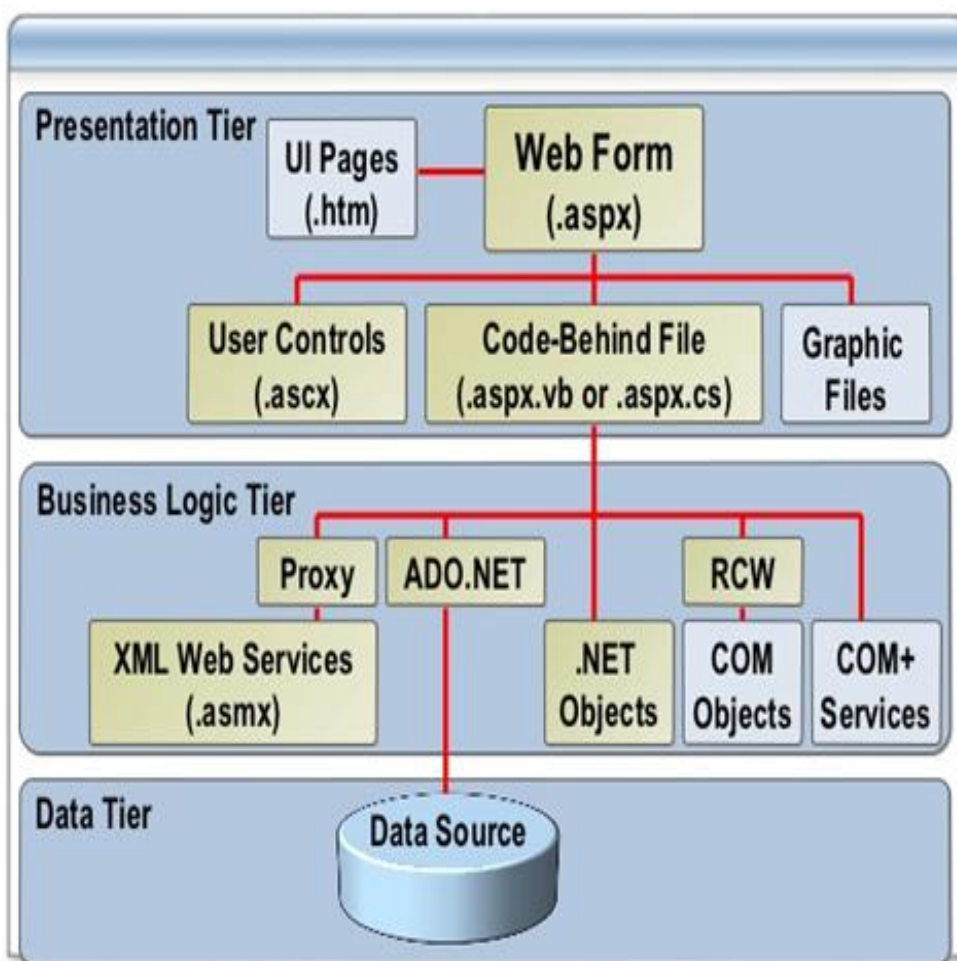 Presentation Tier
UI Pages
(.htm)
Web Form
(.aspx)
User Controls
(.ascx)
Code-Behind File
(.aspx.vb or .aspx.cs)
Graphic
Files
Business Logic Tier
Proxy
ADO.NET
RCW
XML Web Services
(.asmx)
.NET
Objects
COM
Objects
COM+
Services
Data Tier
Data Source